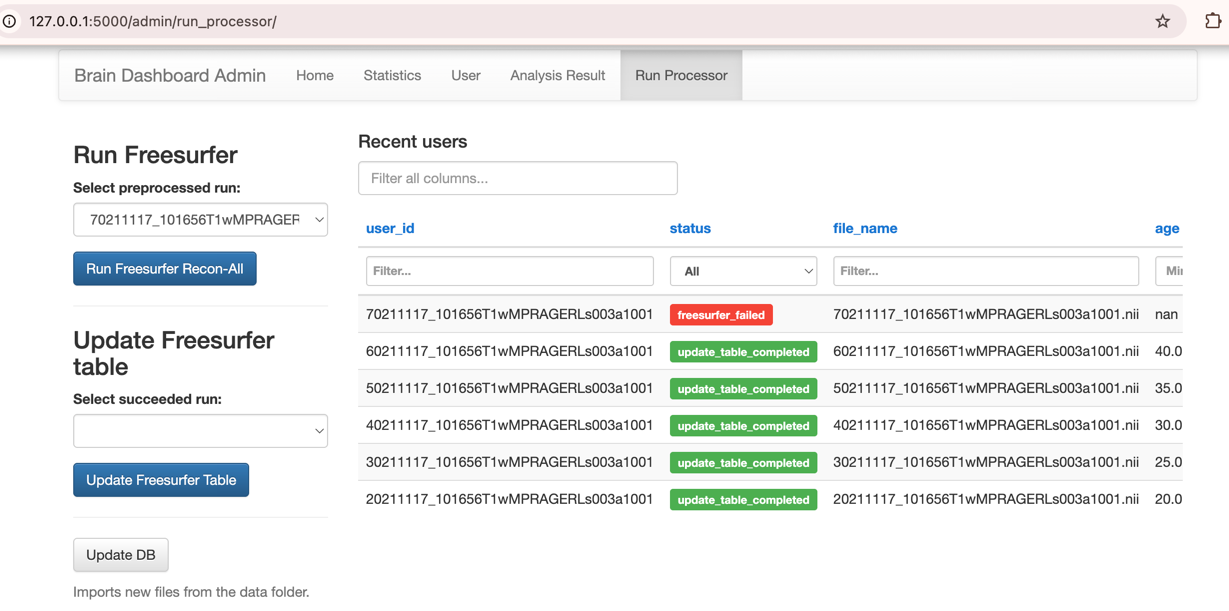 127.0.0.1:5000/admin/run_processor/
Brain Dashboard Admin Home Statistics User Analysis Result Run Processor
Run Freesurfer
Select preprocessed run:
70211117_101656T1wMPRAGER
Run Freesurfer Recon-All
Update Freesurfer
table
Select succeeded run:
Update Freesurfer Table
Update DB
Imports new files from the data folder.
Recent users
Filter all columns...
user_id status file_name age
Filter... All Filter... Min
70211117_101656T1wMPRAGERLs003a1001 freesurfer_failed 70211117_101656T1wMPRAGERLs003a1001.nii nan
60211117_101656T1wMPRAGERLs003a1001 update_table_completed 60211117_101656T1wMPRAGERLs003a1001.nii 40.0
50211117_101656T1wMPRAGERLs003a1001 update_table_completed 50211117_101656T1wMPRAGERLs003a1001.nii 35.0
40211117_101656T1wMPRAGERLs003a1001 update_table_completed 40211117_101656T1wMPRAGERLs003a1001.nii 30.0
30211117_101656T1wMPRAGERLs003a1001 update_table_completed 30211117_101656T1wMPRAGERLs003a1001.nii 25.0
20211117_101656T1wMPRAGERLs003a1001 update_table_completed 20211117_101656T1wMPRAGERLs003a1001.nii 20.0